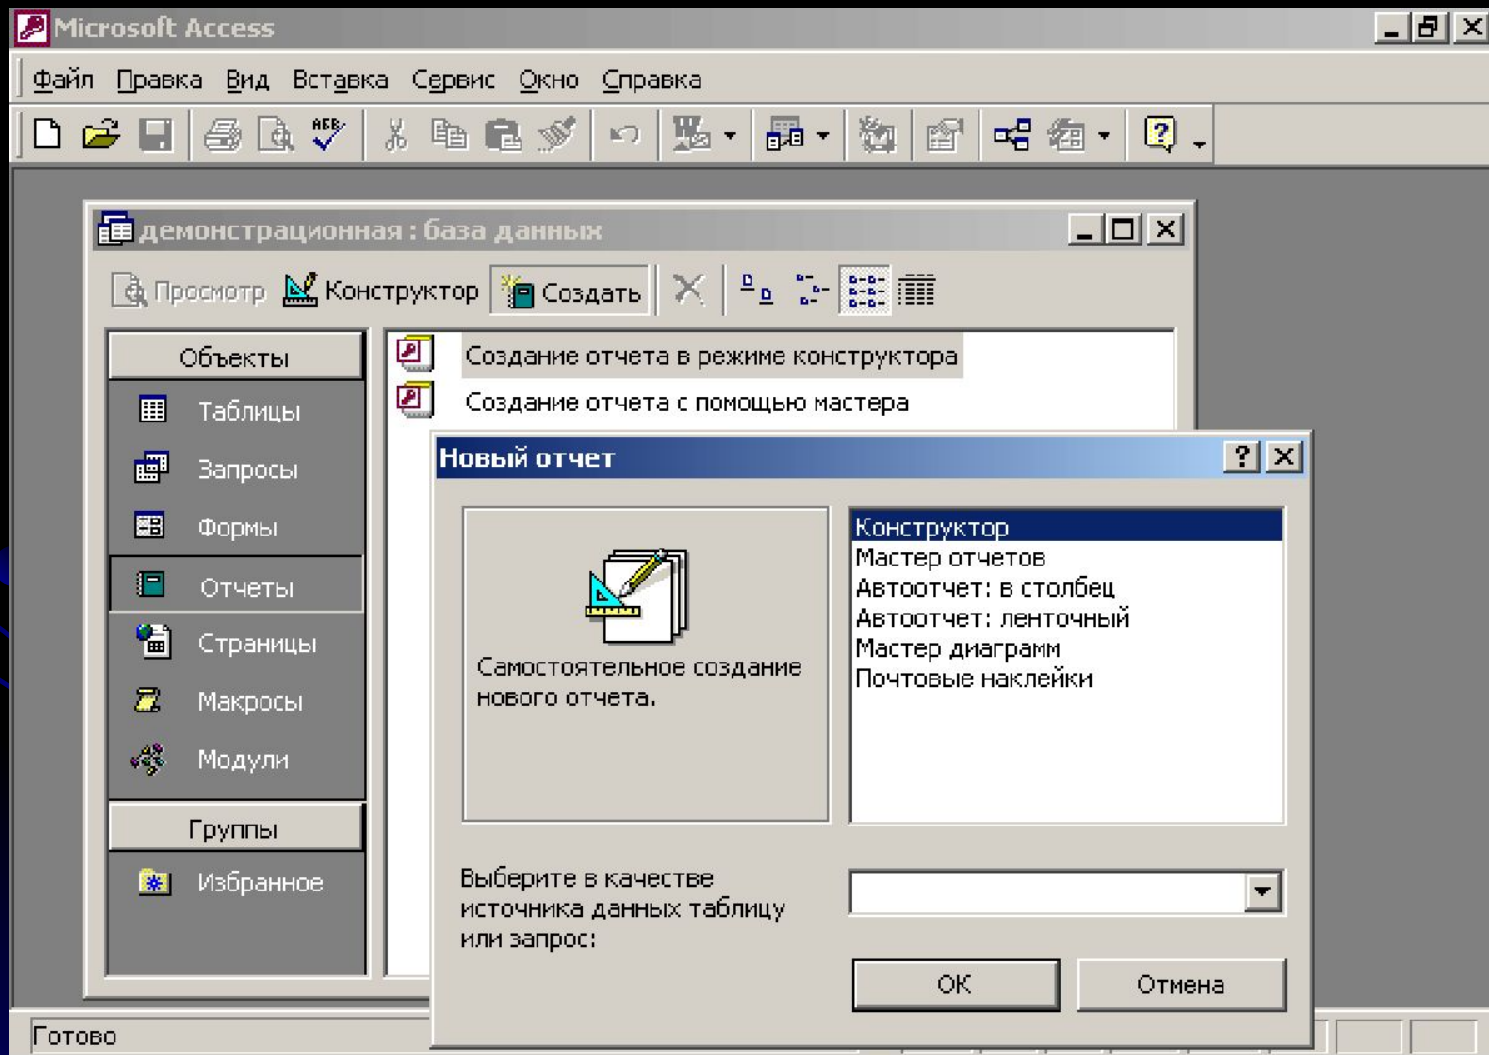 Microsoft Access
Файл Правка Вид Вставка Сервис Окно Справка
демонстрационная : база данных
Просмотр Конструктор Создать
Объекты
Таблицы
Запросы
Формы
Отчеты
Страницы
Макросы
Модули
Группы
Избранное
Создание отчета в режиме конструктора
Создание отчета с помощью мастера
Новый отчет
Самостоятельное создание
нового отчета.
Конструктор
Мастер отчетов
Автоотчет: в столбец
Автоотчет: ленточный
Мастер диаграмм
Почтовые наклейки
Выберите в качестве
источника данных таблицу
или запрос:
ОК Отмена
Готово